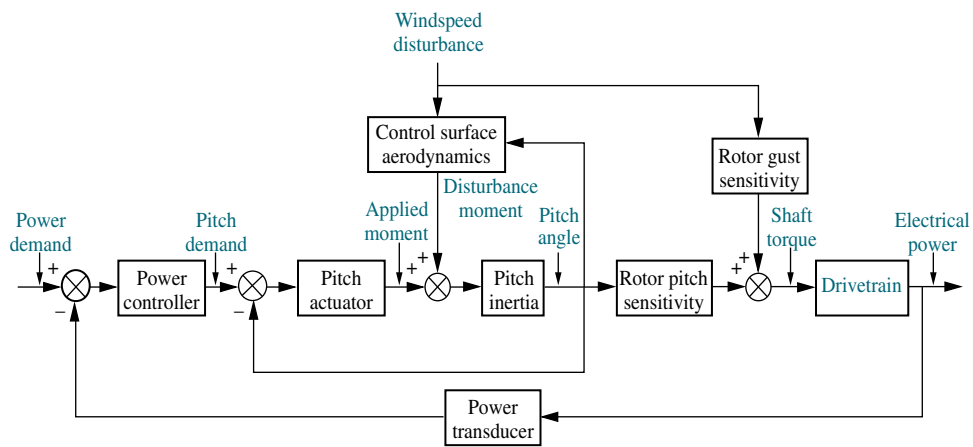 Windspeed
disturbance
Control surface
aerodynamics
Rotor gust
sensitivity
Disturbance
moment
Applied
moment
Pitch
angle
Shaft
torque
Electrical
power
Power
demand
Pitch
demand
+
+
+
+
+
+
Power
controller
Pitch
actuator
Pitch
inertia
Rotor pitch
sensitivity
Drivetrain
−
−
Power
transducer